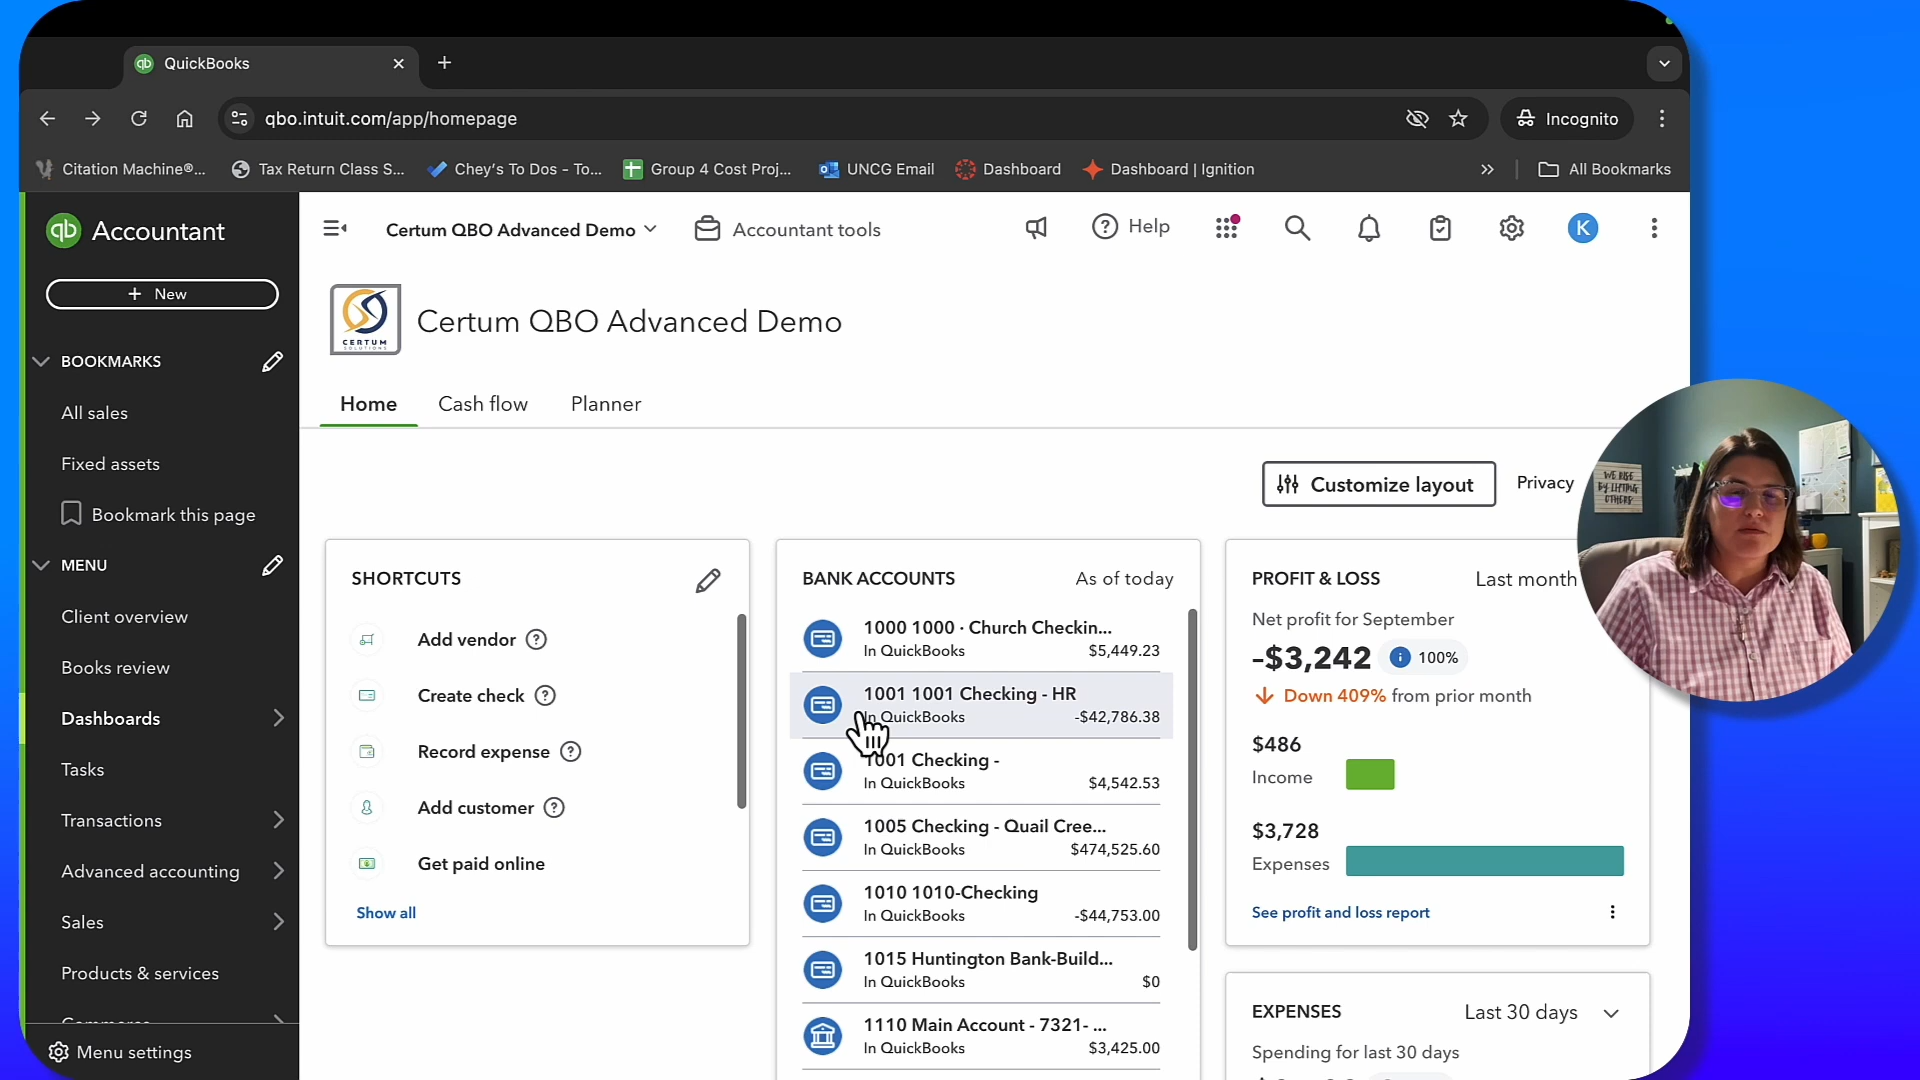 QuickBooks
qbo.intuit.com/app/homepage
Incognito
Citation Machine®...
Tax Return Class S...
Chey's To Dos - To...
Group 4 Cost Proj...
UNCG Email
Dashboard
Dashboard | Ignition
All Bookmarks
qb Accountant
+ New
BOOKMARKS
All sales
Fixed assets
Bookmark this page
MENU
Client overview
Books review
Dashboards
Tasks
Transactions
Advanced accounting
Sales
Products & services
Menu settings
Certum QBO Advanced Demo
Accountant tools
Help
K
CERTUM
SOLUTIONS
Certum QBO Advanced Demo
Home
Cash flow
Planner
Customize layout
Privacy
SHORTCUTS
Add vendor
Create check
Record expense
Add customer
Get paid online
Show all
BANK ACCOUNTS
As of today
1000 1000 · Church Checkin...
In QuickBooks $5,449.23
1001 1001 Checking - HR
In QuickBooks -$42,786.38
1001 Checking -
In QuickBooks $4,542.53
1005 Checking - Quail Cree...
In QuickBooks $474,525.60
1010 1010-Checking
In QuickBooks -$44,753.00
1015 Huntington Bank-Build...
In QuickBooks $0
1110 Main Account - 7321- ...
In QuickBooks $3,425.00
PROFIT & LOSS
Last month
Net profit for September
-$3,242
100%
Down 409% from prior month
$486
Income
$3,728
Expenses
See profit and loss report
EXPENSES
Last 30 days
Spending for last 30 days
WE RISE
BY LIFTING
OTHERS